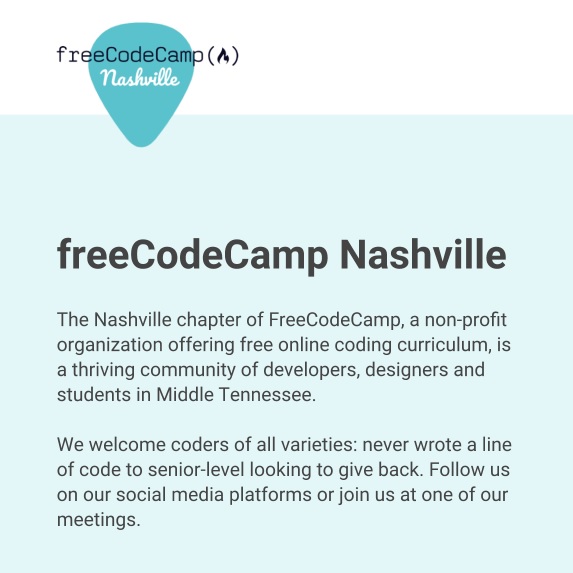 freeCodeCamp(🔥)
Nashville
freeCodeCamp Nashville
The Nashville chapter of FreeCodeCamp, a non-profit
organization offering free online coding curriculum, is
a thriving community of developers, designers and
students in Middle Tennessee.
We welcome coders of all varieties: never wrote a line
of code to senior-level looking to give back. Follow us
on our social media platforms or join us at one of our
meetings.